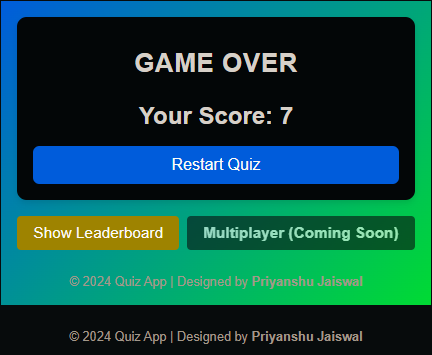 GAME OVER
Your Score: 7
Restart Quiz
Show Leaderboard
Multiplayer (Coming Soon)
© 2024 Quiz App | Designed by Priyanshu Jaiswal
© 2024 Quiz App | Designed by Priyanshu Jaiswal